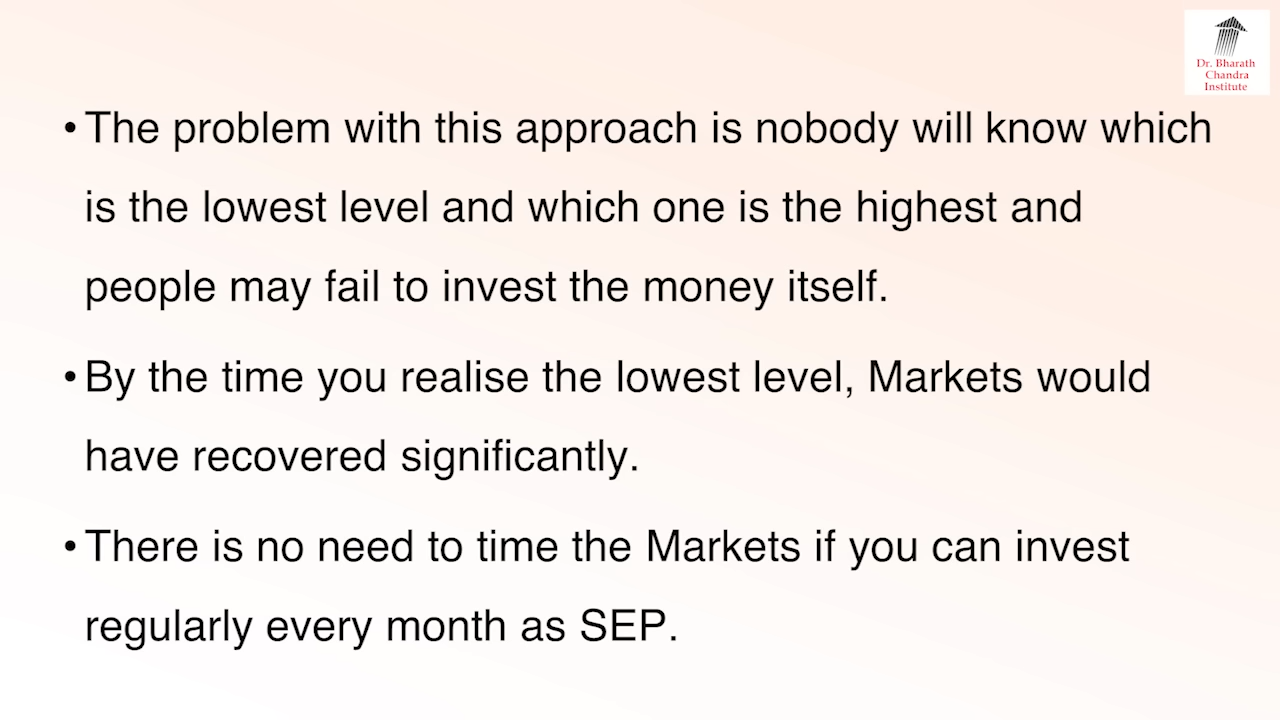 Dr. Bharath
Chandra
Institute
• The problem with this approach is nobody will know which
is the lowest level and which one is the highest and
people may fail to invest the money itself.
• By the time you realise the lowest level, Markets would
have recovered significantly.
• There is no need to time the Markets if you can invest
regularly every month as SEP.